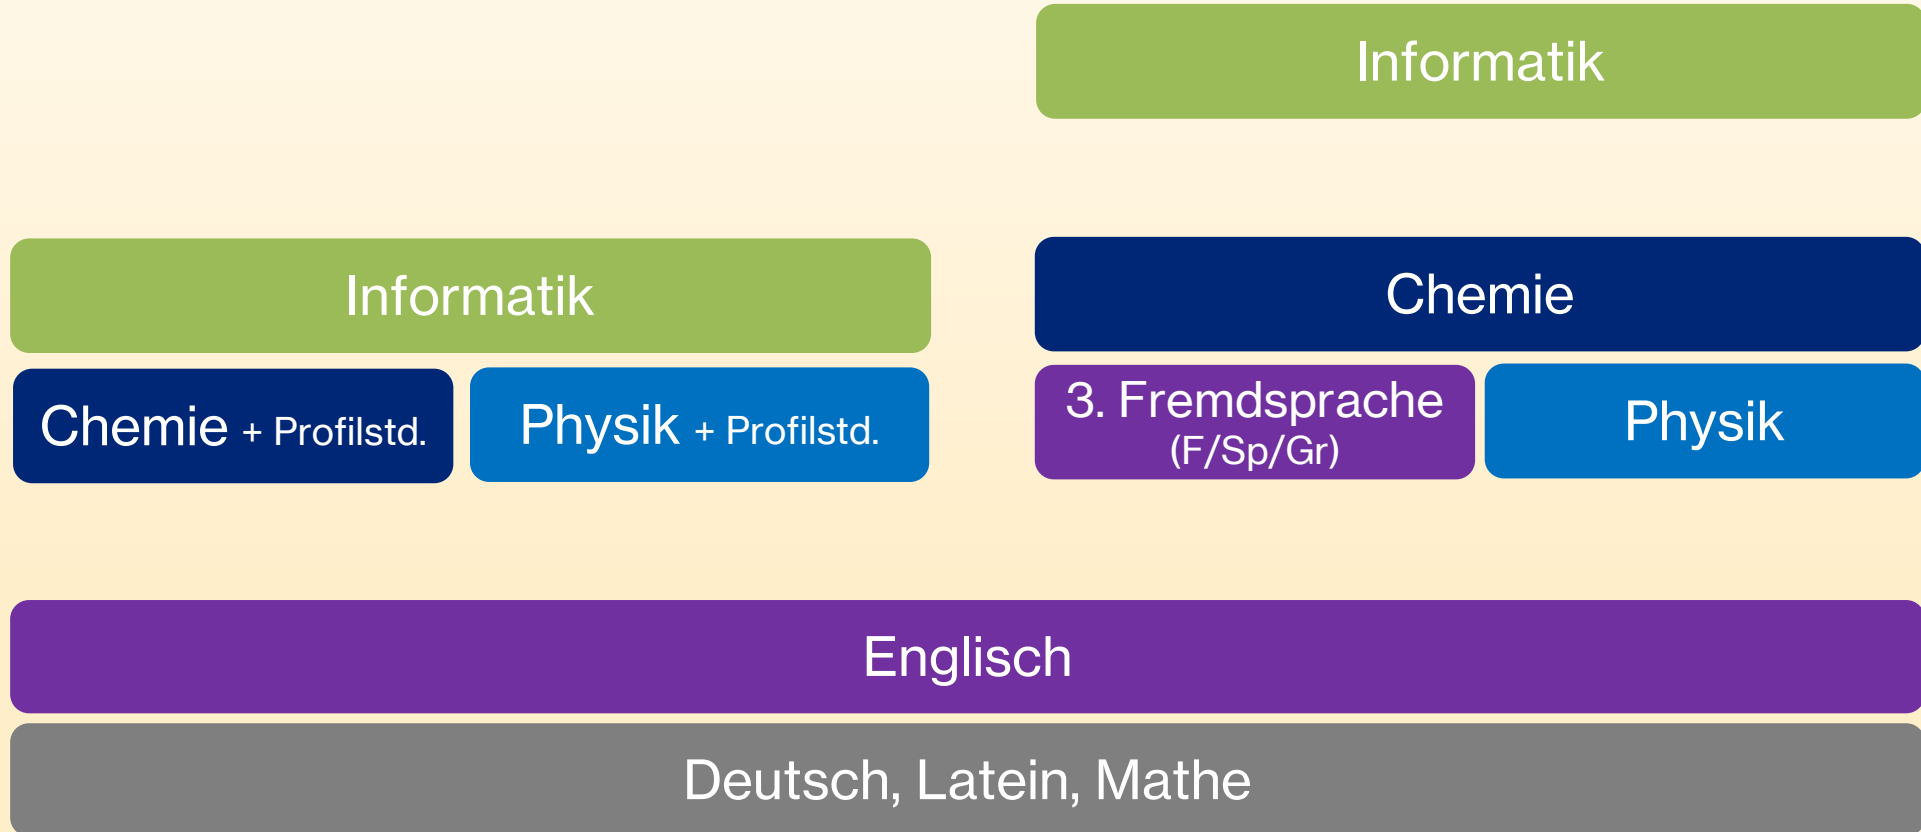 Informatik
Informatik
Chemie
Chemie + Profilstd.
Physik + Profilstd.
3. Fremdsprache
(F/Sp/Gr)
Physik
Englisch
Deutsch, Latein, Mathe